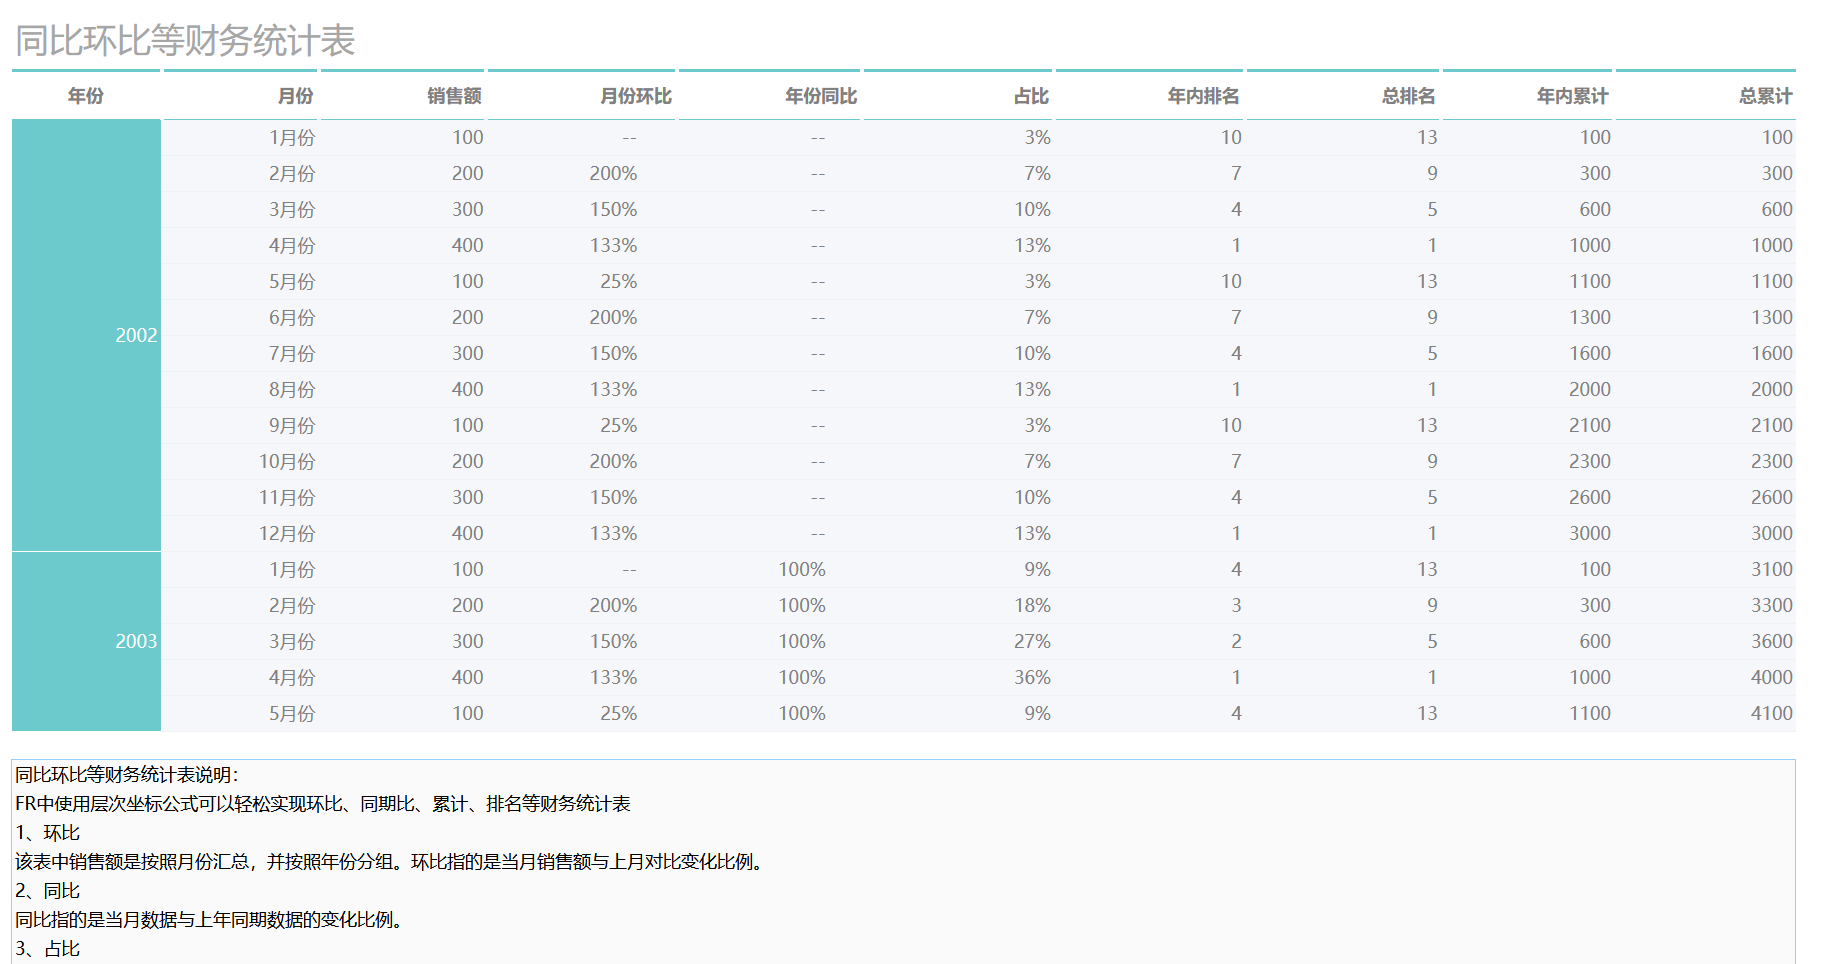 同比环比等财务统计表
年份 月份 销售额 月份环比 年份同比 占比 年内排名 总排名 年内累计 总累计
2002 1月份 100 -- -- 3% 10 13 100 100
2月份 200 200% -- 7% 7 9 300 300
3月份 300 150% -- 10% 4 5 600 600
4月份 400 133% -- 13% 1 1 1000 1000
5月份 100 25% -- 3% 10 13 1100 1100
6月份 200 200% -- 7% 7 9 1300 1300
7月份 300 150% -- 10% 4 5 1600 1600
8月份 400 133% -- 13% 1 1 2000 2000
9月份 100 25% -- 3% 10 13 2100 2100
10月份 200 200% -- 7% 7 9 2300 2300
11月份 300 150% -- 10% 4 5 2600 2600
12月份 400 133% -- 13% 1 1 3000 3000
2003 1月份 100 -- 100% 9% 4 13 100 3100
2月份 200 200% 100% 18% 3 9 300 3300
3月份 300 150% 100% 27% 2 5 600 3600
4月份 400 133% 100% 36% 1 1 1000 4000
5月份 100 25% 100% 9% 4 13 1100 4100
同比环比等财务统计表说明：
FR中使用层次坐标公式可以轻松实现环比、同期比、累计、排名等财务统计表
1、环比
该表中销售额是按照月份汇总，并按照年份分组。环比指的是当月销售额与上月对比变化比例。
2、同比
同比指的是当月数据与上年同期数据的变化比例。
3、占比